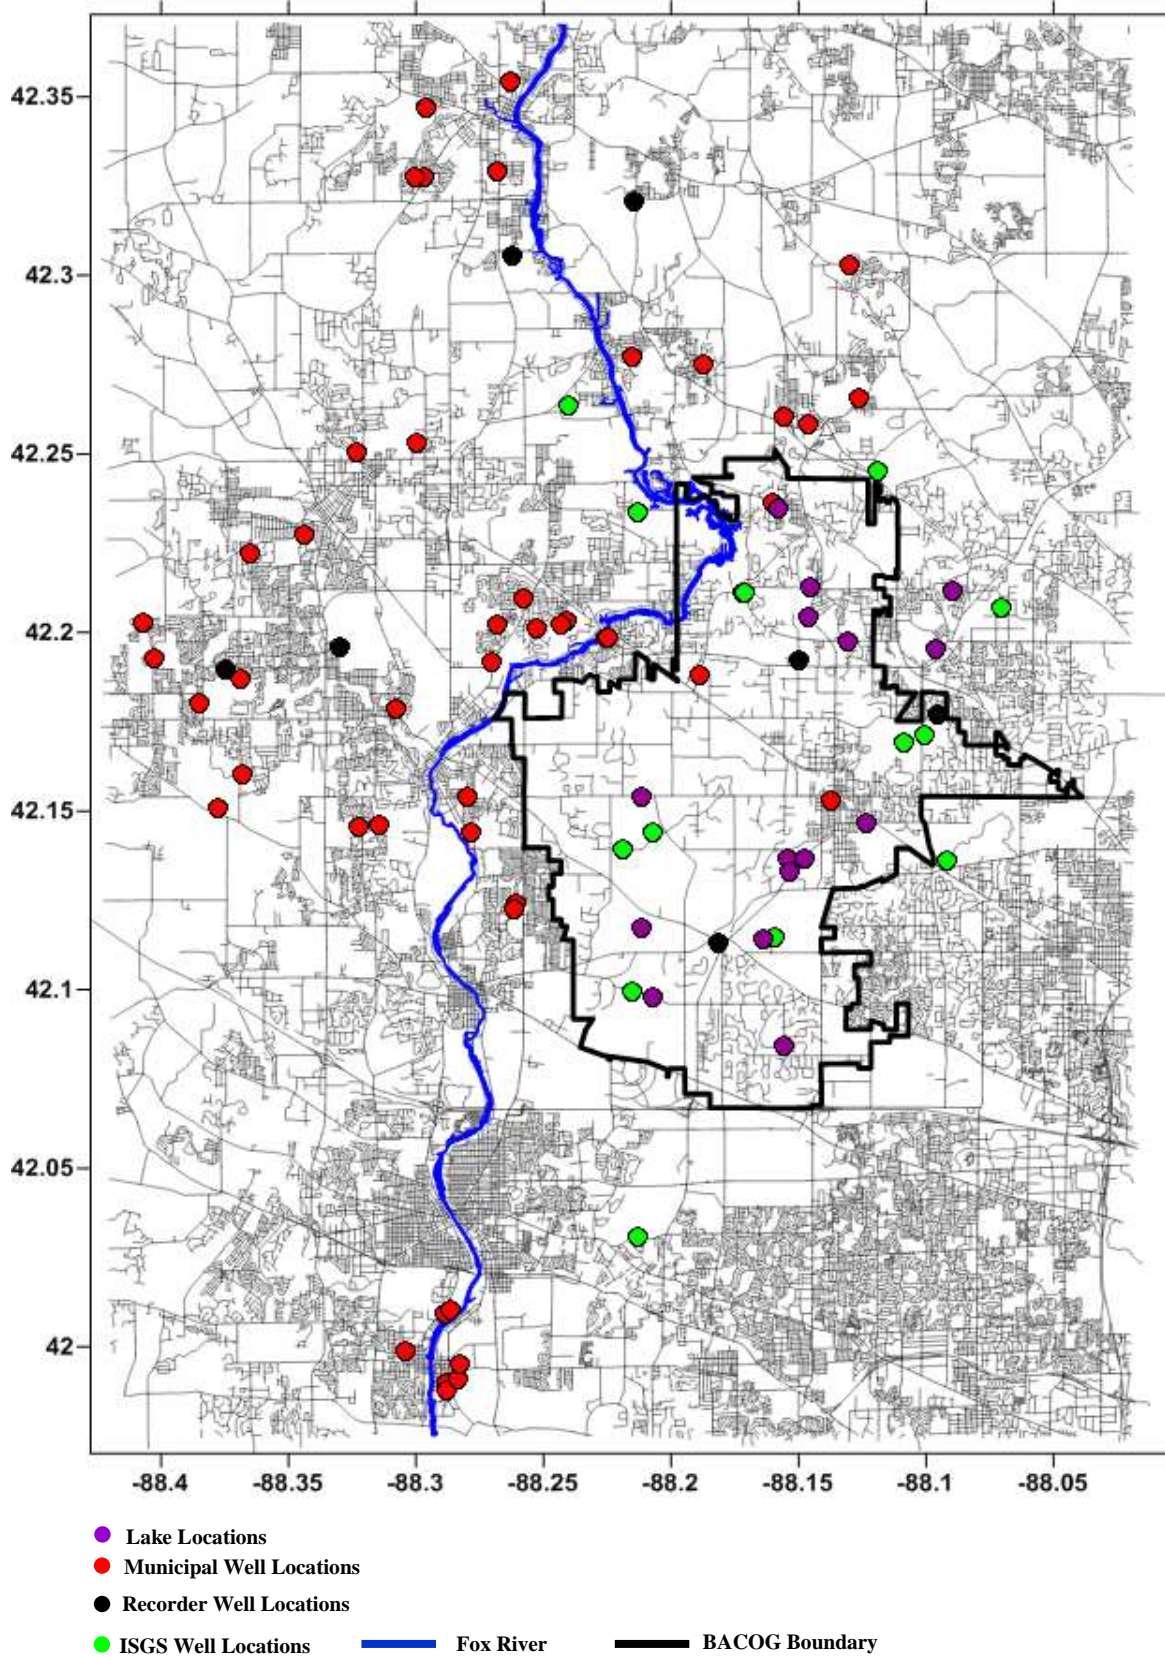 42.35
42.3
42.25
42.2
42.15
42.1
42.05
42
-88.4 -88.35 -88.3 -88.25 -88.2 -88.15 -88.1 -88.05
Lake Locations
Municipal Well Locations
Recorder Well Locations
ISGS Well Locations Fox River BACOG Boundary